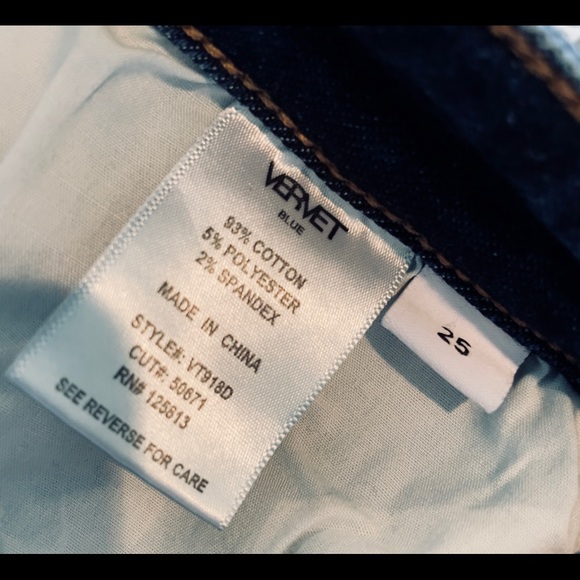 VERVET
BLUE
93% COTTON
5% POLYESTER
2% SPANDEX
MADE IN CHINA
STYLE#: VT918D
CUT#: 50671
RN# 125613
SEE REVERSE FOR CARE
25